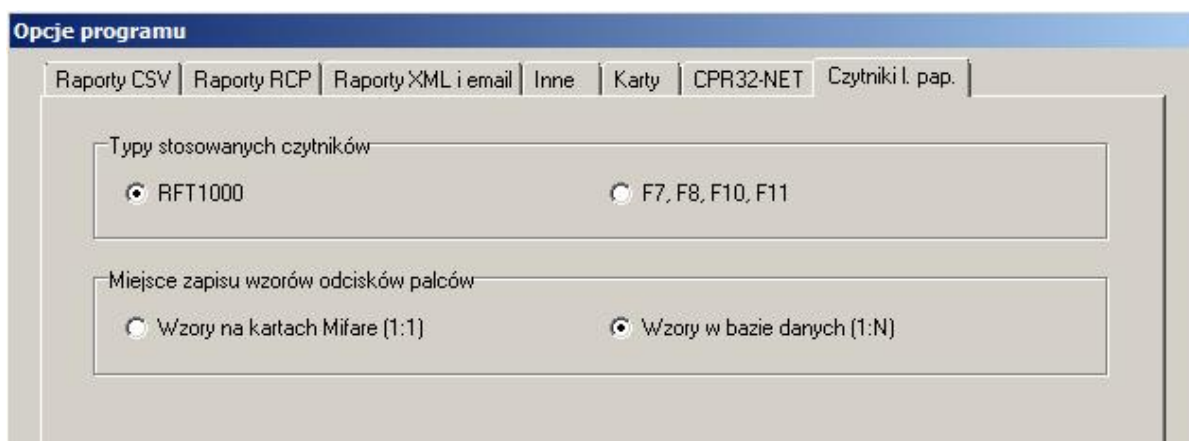 Opcje programu
Raporty CSV Raporty RCP Raporty XML i email Inne Karty CPR32-NET Czytniki l. pap.
Typy stosowanych czytników
RFT1000 F7, F8, F10, F11
Miejsce zapisu wzorów odcisków palców
Wzory na kartach Mifare (1:1) Wzory w bazie danych (1:N)